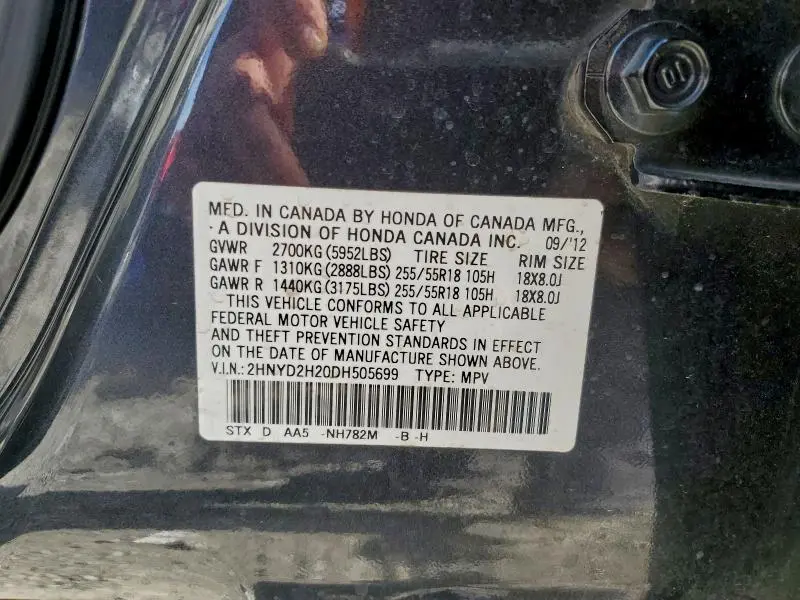 MFD. IN CANADA BY HONDA OF CANADA MFG.,
A DIVISION OF HONDA CANADA INC. 09/'12
GVWR 2700KG(5952LBS) TIRE SIZE RIM SIZE
GAWR F 1310KG(2888LBS) 255/55R18 105H 18X8.0J
GAWR R 1440KG(3175LBS) 255/55R18 105H 18X8.0J
THIS VEHICLE CONFORMS TO ALL APPLICABLE
FEDERAL MOTOR VEHICLE SAFETY
AND THEFT PREVENTION STANDARDS IN EFFECT
ON THE DATE OF MANUFACTURE SHOWN ABOVE.
V.I.N.: 2HNYD2H20DH505699 TYPE: MPV
STX D AA5 -NH782M -B -H